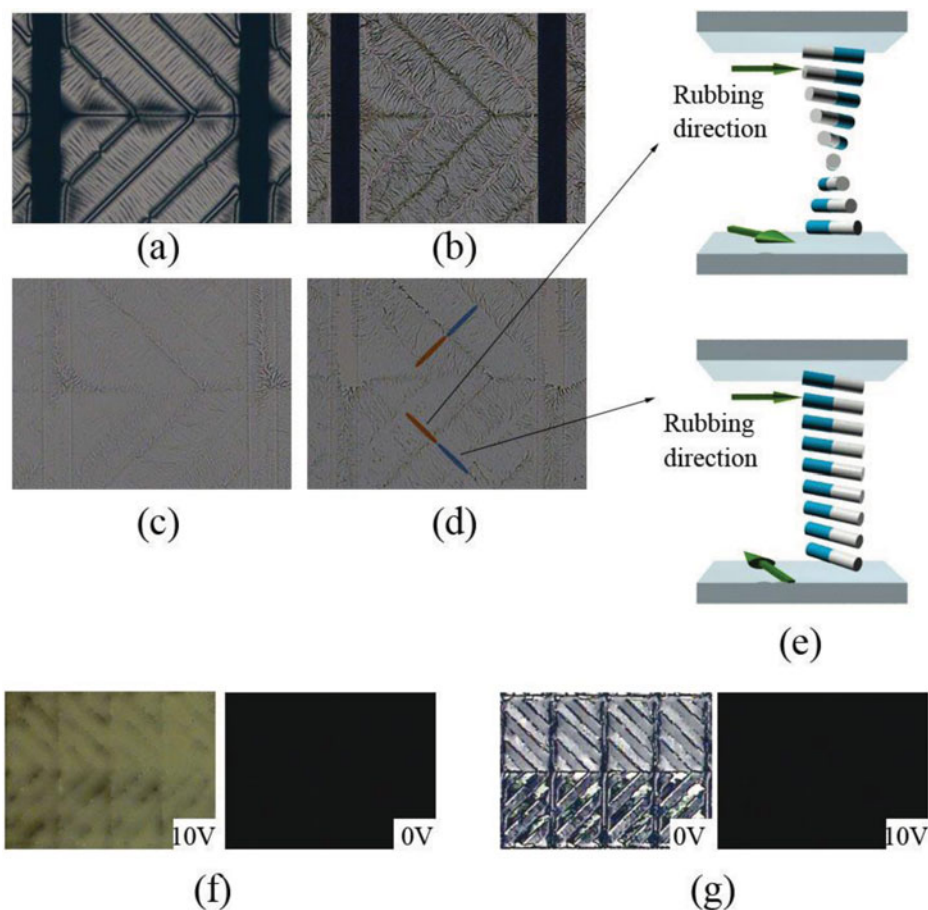 (a)
(b)
Rubbing
direction
(c)
(d)
Rubbing
direction
(e)
10V
0V
0V
10V
(f)
(g)